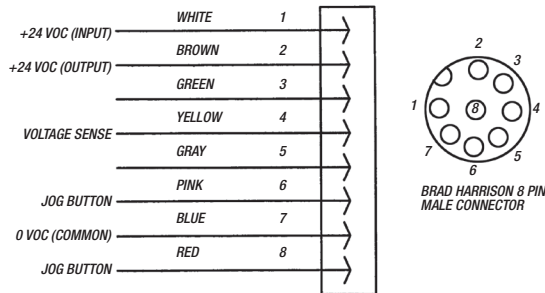 WHITE 1
+24 VOC (INPUT)
BROWN 2
+24 VOC (OUTPUT)
GREEN 3
YELLOW 4
VOLTAGE SENSE
GRAY 5
PINK 6
JOG BUTTON
BLUE 7
0 VOC (COMMON)
RED 8
JOG BUTTON
2
3
1
8
4
7
5
6
BRAD HARRISON 8 PIN
MALE CONNECTOR